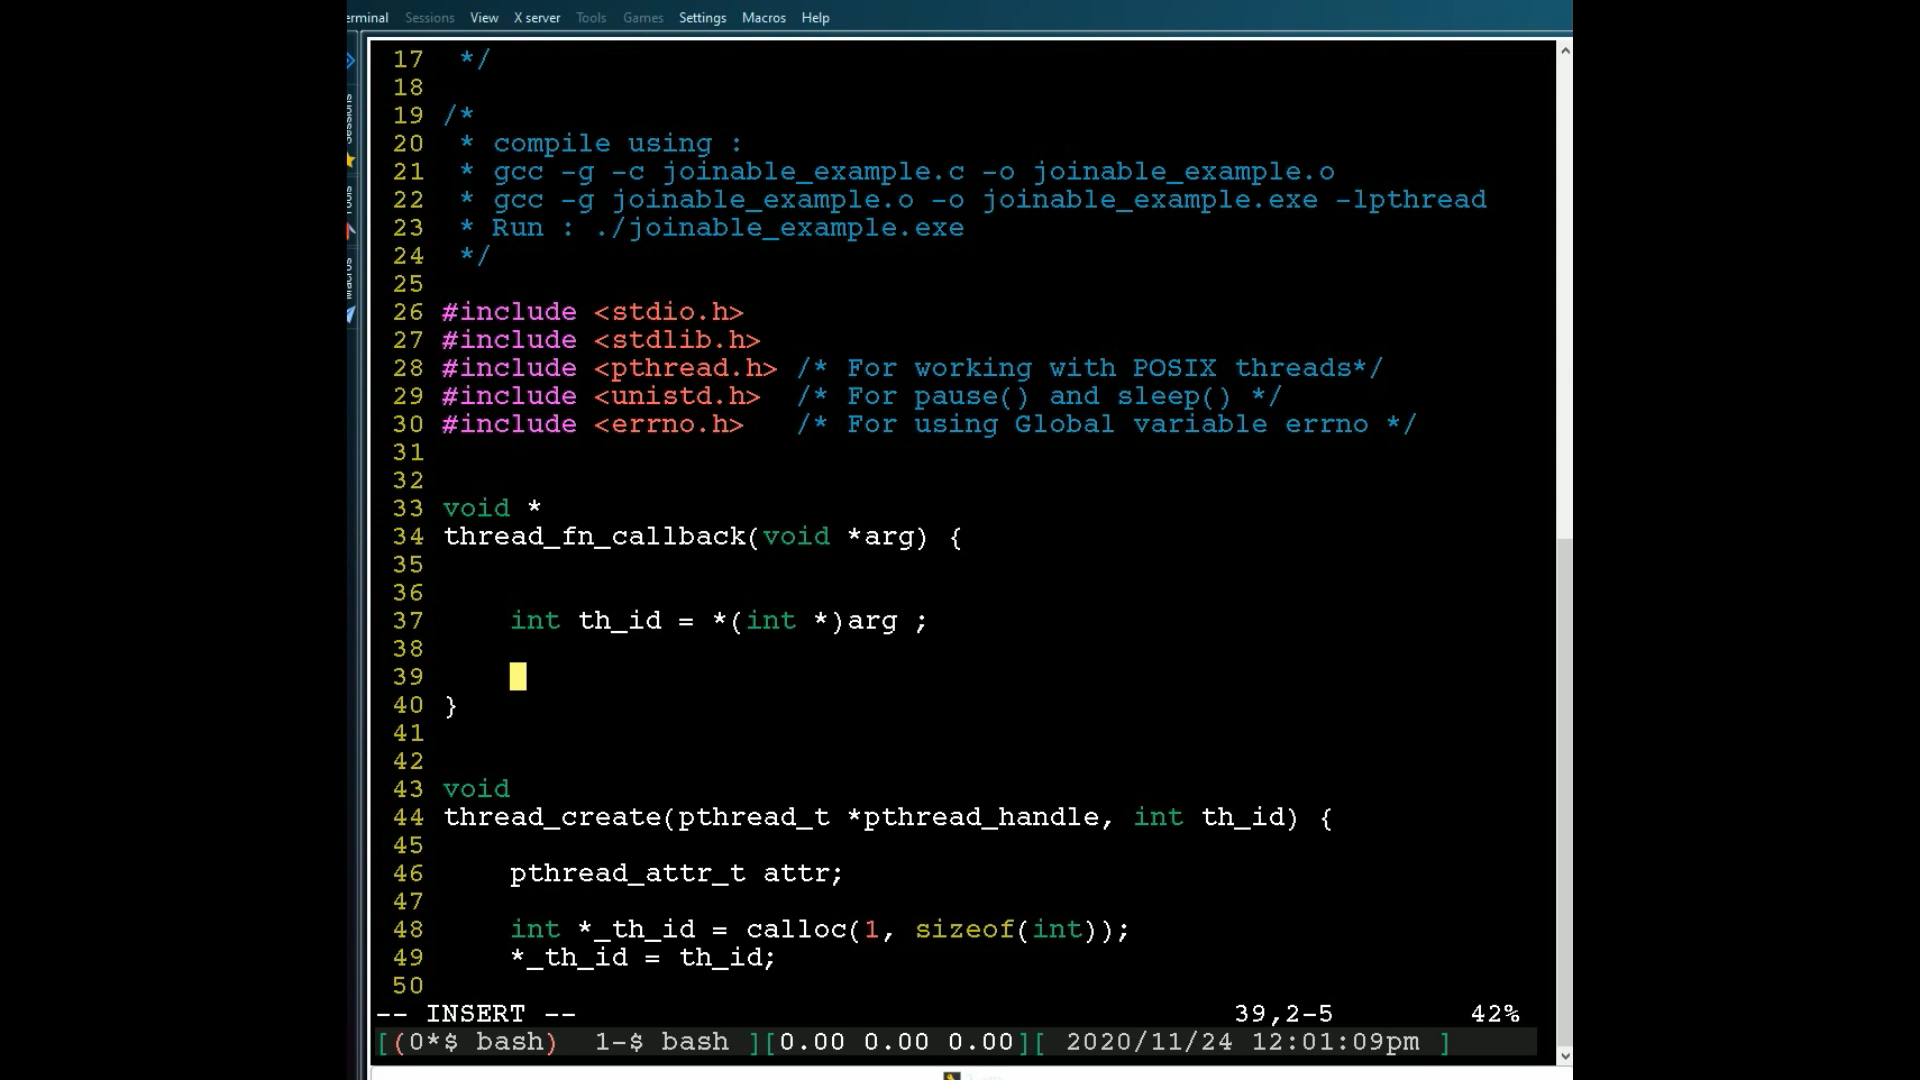 erminal Sessions View X server Tools Games Settings Macros Help
17 */
18
19 /*
20 * compile using :
21 * gcc -g -c joinable_example.c -o joinable_example.o
22 * gcc -g joinable_example.o -o joinable_example.exe -lpthread
23 * Run : ./joinable_example.exe
24 */
25
26 #include <stdio.h>
27 #include <stdlib.h>
28 #include <pthread.h> /* For working with POSIX threads*/
29 #include <unistd.h> /* For pause() and sleep() */
30 #include <errno.h> /* For using Global variable errno */
31
32
33 void *
34 thread_fn_callback(void *arg) {
35
36
37 int th_id = *(int *)arg ;
38
39
40 }
41
42
43 void
44 thread_create(pthread_t *pthread_handle, int th_id) {
45
46 pthread_attr_t attr;
47
48 int *_th_id = calloc(1, sizeof(int));
49 *_th_id = th_id;
50
-- INSERT -- 39,2-5 42%
[(0*$ bash) 1-$ bash ][0.00 0.00 0.00][ 2020/11/24 12:01:09pm ]